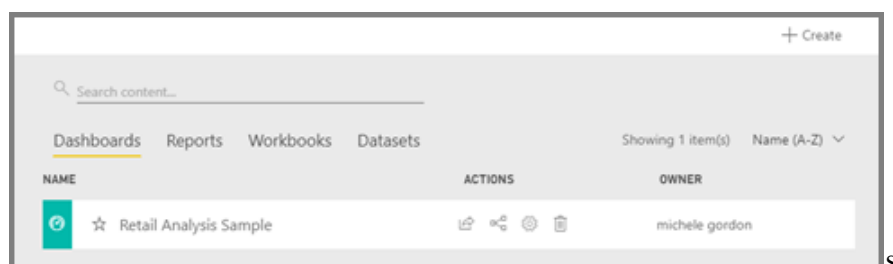 + Create
Search content...
Dashboards Reports Workbooks Datasets Showing 1 item(s) Name (A-Z)
NAME ACTIONS OWNER
Retail Analysis Sample michele gordon
s